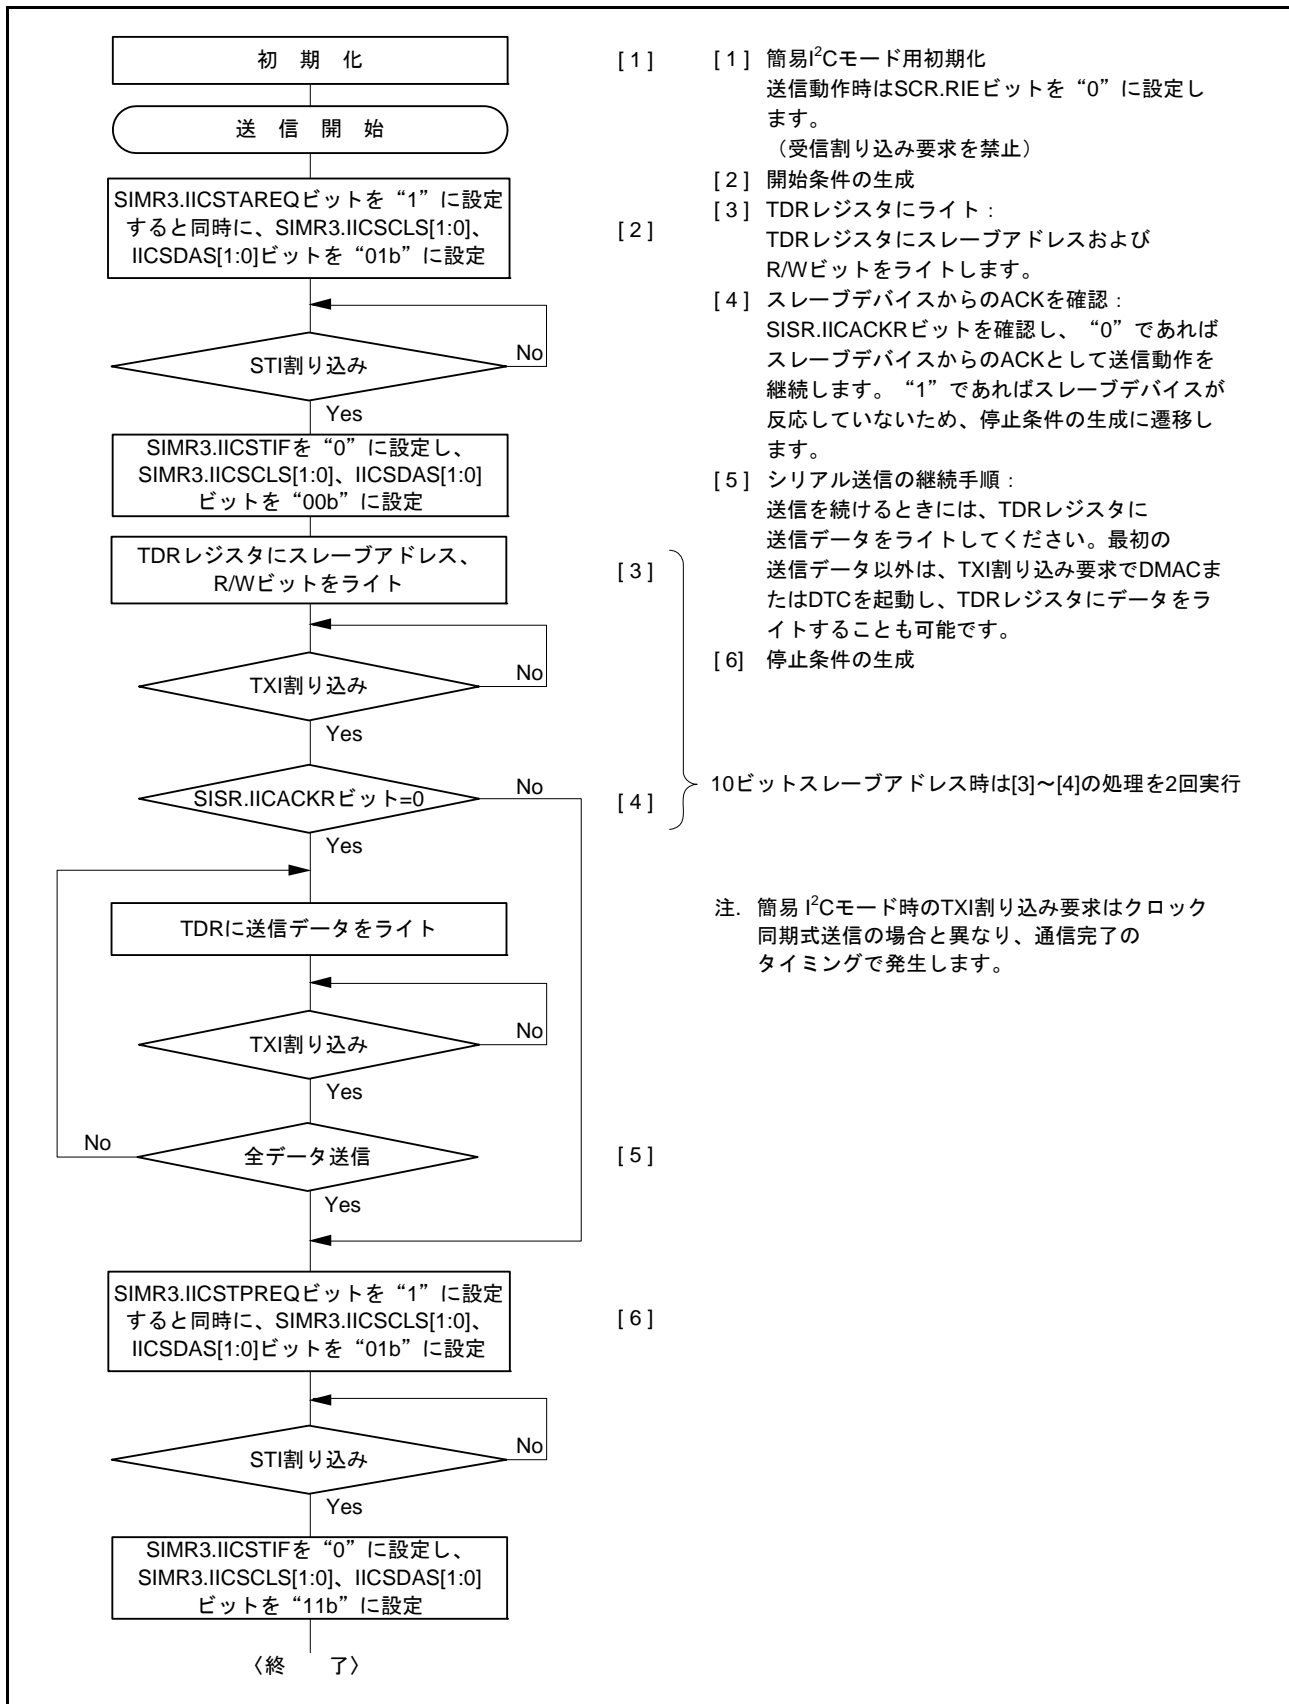 初 期 化
[ 1 ]
送 信 開 始
SIMR3.IICSTAREQビットを“1”に設定
すると同時に、SIMR3.IICSCLS[1:0]、
IICSDAS[1:0]ビットを“01b”に設定
[ 2 ]
STI割り込み
No
Yes
SIMR3.IICSTIFを“0”に設定し、
SIMR3.IICSCLS[1:0]、IICSDAS[1:0]
ビットを“00b”に設定
TDRレジスタにスレーブアドレス、
R/Wビットをライト
[ 3 ]
TXI割り込み
No
Yes
SISR.IICACKRビット=0
No
[ 4 ]
Yes
TDRに送信データをライト
TXI割り込み
No
Yes
全データ送信
No
[ 5 ]
Yes
SIMR3.IICSTPREQビットを“1”に設定
すると同時に、SIMR3.IICSCLS[1:0]、
IICSDAS[1:0]ビットを“01b”に設定
[ 6 ]
STI割り込み
No
Yes
SIMR3.IICSTIFを“0”に設定し、
SIMR3.IICSCLS[1:0]、IICSDAS[1:0]
ビットを“11b”に設定
〈終 了〉
[ 1 ] 簡易I²Cモード用初期化
送信動作時はSCR.RIEビットを“0”に設定し
ます。
（受信割り込み要求を禁止）
[ 2 ] 開始条件の生成
[ 3 ] TDRレジスタにライト：
TDRレジスタにスレーブアドレスおよび
R/Wビットをライトします。
[ 4 ] スレーブデバイスからのACKを確認：
SISR.IICACKRビットを確認し、“0”であれば
スレーブデバイスからのACKとして送信動作を
継続します。“1”であればスレーブデバイスが
反応していないため、停止条件の生成に遷移し
ます。
[ 5 ] シリアル送信の継続手順：
送信を続けるときには、TDRレジスタに
送信データをライトしてください。最初の
送信データ以外は、TXI割り込み要求でDMACま
たはDTCを起動し、TDRレジスタにデータをラ
イトすることも可能です。
[ 6] 停止条件の生成
10ビットスレーブアドレス時は[3]～[4]の処理を2回実行
注. 簡易 I²Cモード時のTXI割り込み要求はクロック
同期式送信の場合と異なり、通信完了の
タイミングで発生します。